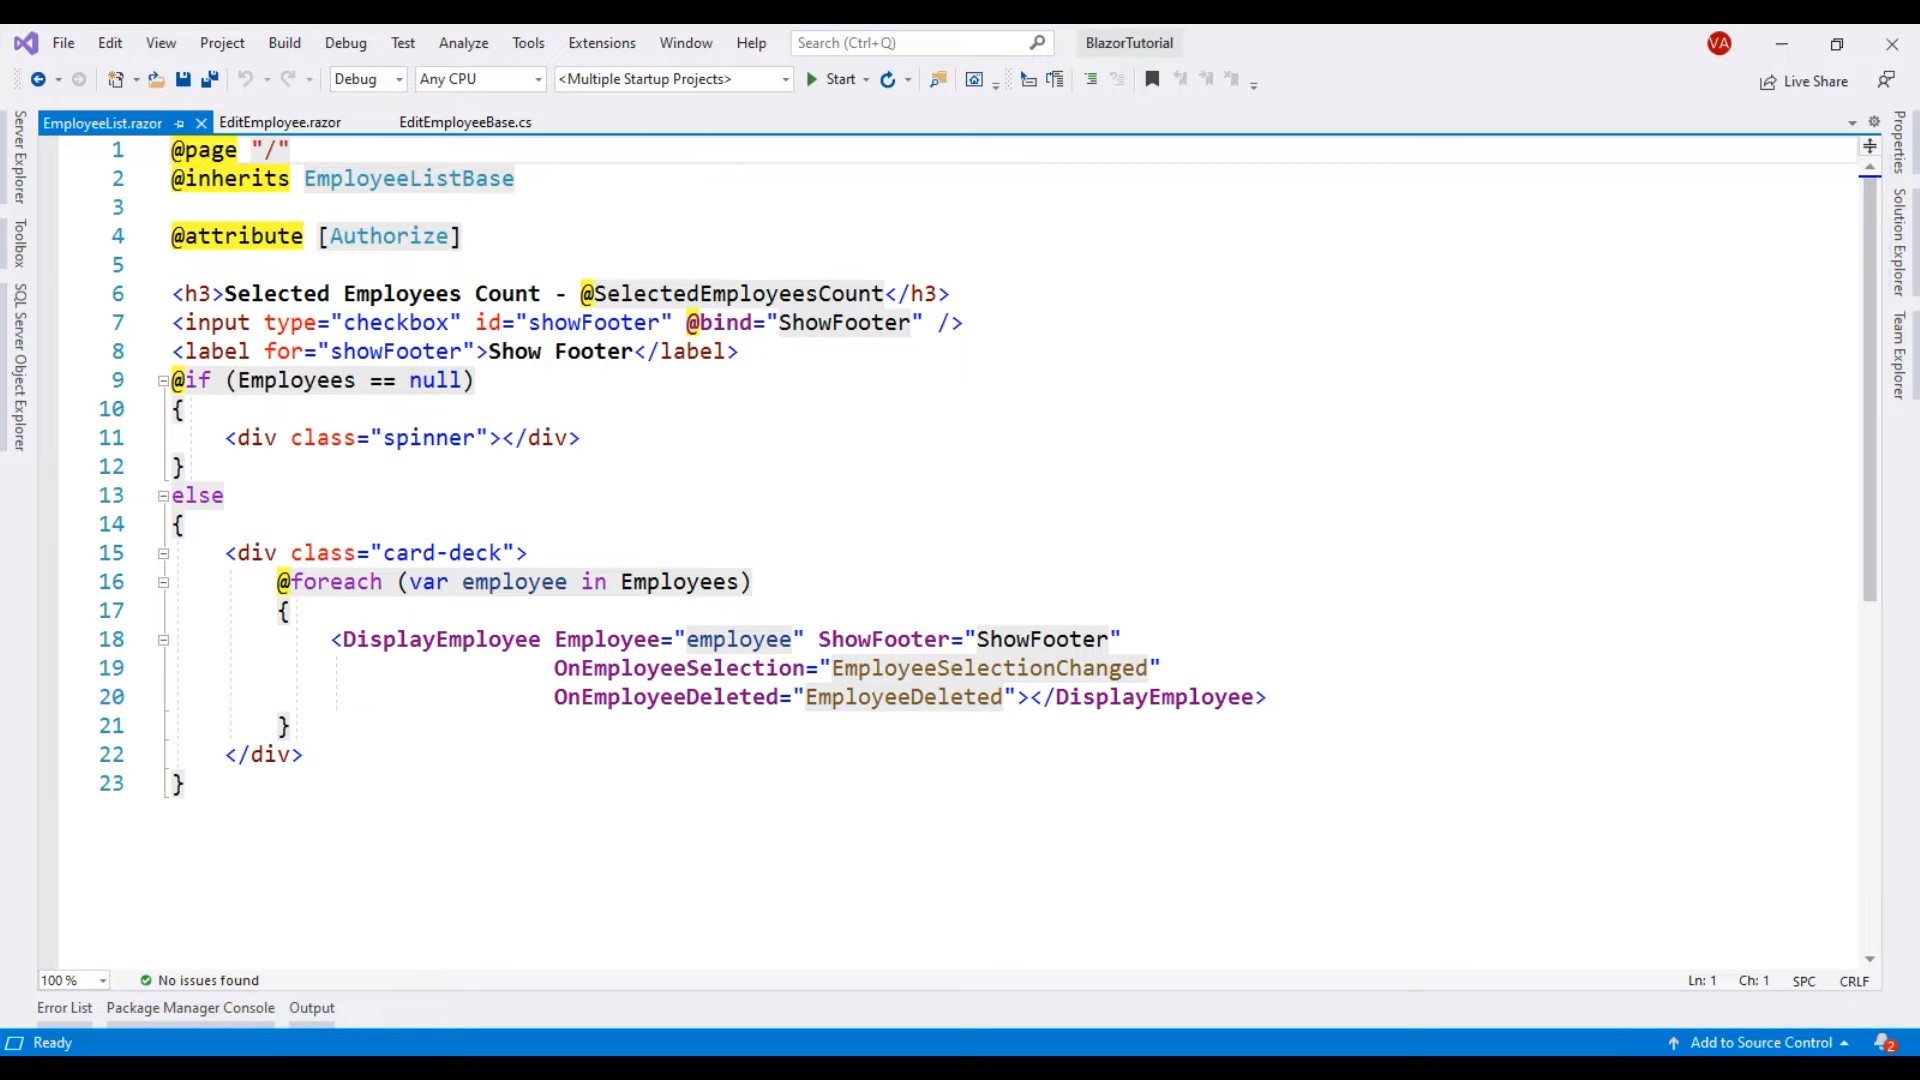 File Edit View Project Build Debug Test Analyze Tools Extensions Window Help Search (Ctrl+Q) BlazorTutorial VA
Debug Any CPU <Multiple Startup Projects> Start Live Share
EmployeeList.razor EditEmployee.razor EditEmployeeBase.cs
Server Explorer
Toolbox
SQL Server Object Explorer
1 @page "/"
2 @inherits EmployeeListBase
3
4 @attribute [Authorize]
5
6 <h3>Selected Employees Count - @SelectedEmployeesCount</h3>
7 <input type="checkbox" id="showFooter" @bind="ShowFooter" />
8 <label for="showFooter">Show Footer</label>
9 @if (Employees == null)
10 {
11 <div class="spinner"></div>
12 }
13 else
14 {
15 <div class="card-deck">
16 @foreach (var employee in Employees)
17 {
18 <DisplayEmployee Employee="employee" ShowFooter="ShowFooter"
19 OnEmployeeSelection="EmployeeSelectionChanged"
20 OnEmployeeDeleted="EmployeeDeleted"></DisplayEmployee>
21 }
22 </div>
23 }
Properties
Solution Explorer
Team Explorer
100 % No issues found Ln: 1 Ch: 1 SPC CRLF
Error List Package Manager Console Output
Ready Add to Source Control 2